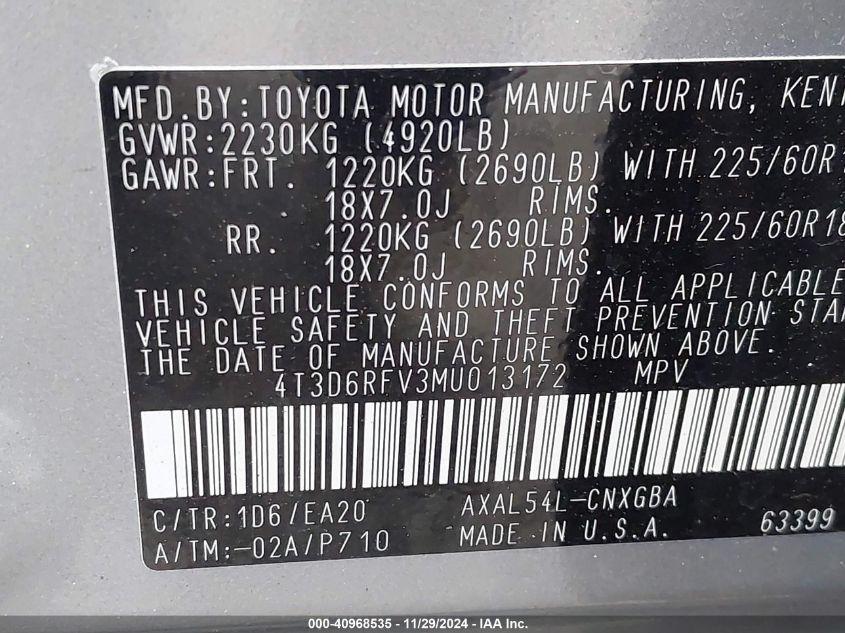 MFD.BY:TOYOTA MOTOR MANUFACTURING,
GVWR:2230KG (4920LB)
GAWR:FRT. 1220KG (2690LB) WITH 225/60R
18X7.0J RIMS.
RR. 1220KG (2690LB) WITH 225/60R18
18X7.0J RIMS.
THIS VEHICLE CONFORMS TO ALL APPLICABLE
VEHICLE SAFETY AND THEFT PREVENTION
THE DATE OF MANUFACTURE SHOWN ABOVE.
4T3D6RFV3MU013172 MPV
C/TR:1D6/EA20 AXAL54L-CNXGBA
A/TM:-02A/P710 MADE IN U.S.A. 63399
000-40968535 - 11/29/2024 - IAA Inc.